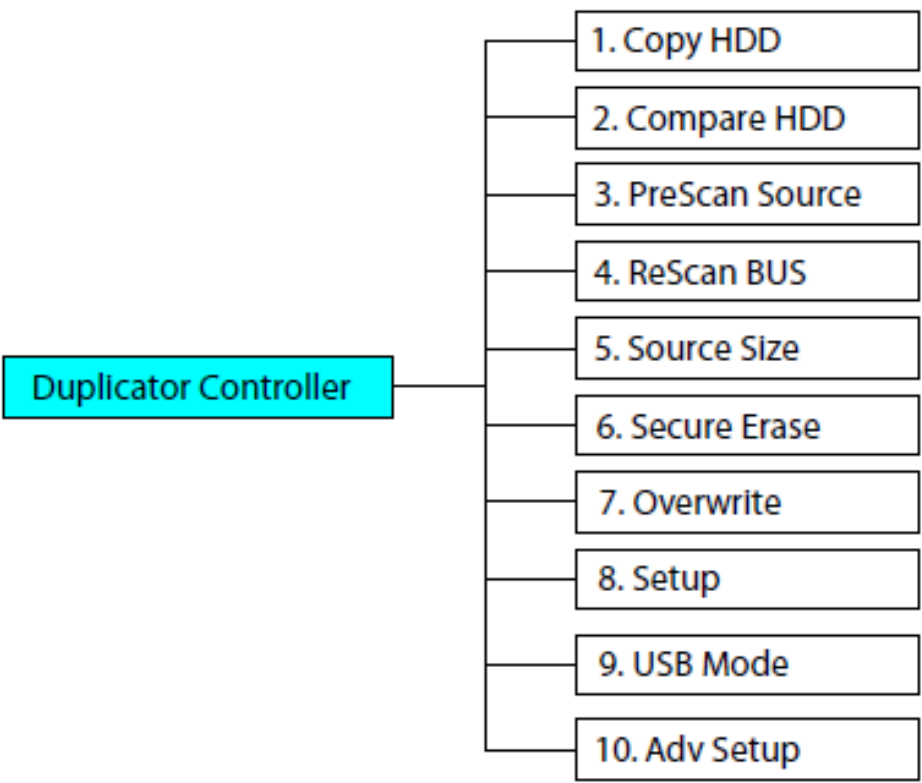 1. Copy HDD
2. Compare HDD
3. PreScan Source
4. ReScan BUS
5. Source Size
Duplicator Controller
6. Secure Erase
7. Overwrite
8. Setup
9. USB Mode
10. Adv Setup